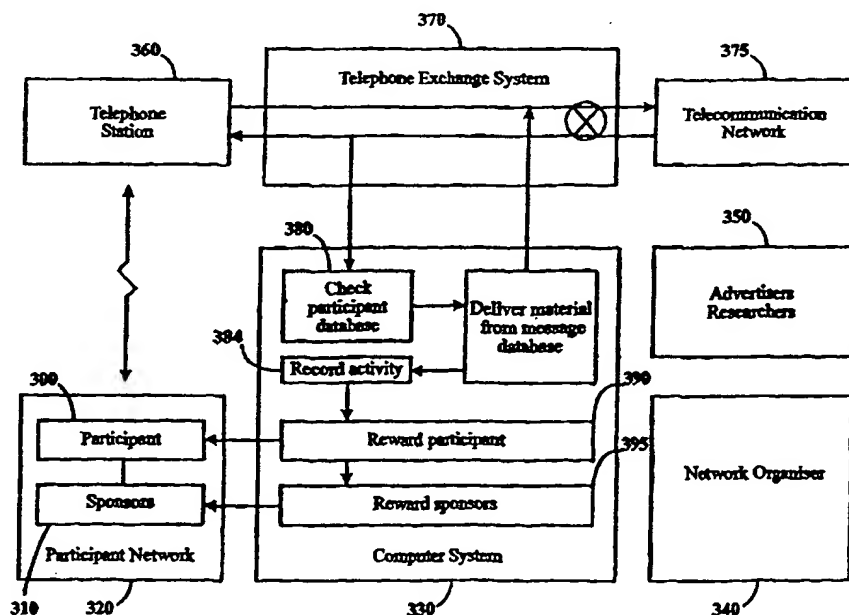 370
360
375
Telephone Exchange System
Telephone
Station
Telecommunication
Network
380
350
Check
participant
database
Deliver material
from message
database
Advertisers
Researchers
384
Record activity
300
390
Participant
Reward participant
395
Network Organiser
Sponsors
Reward sponsors
Participant Network
Computer System
310
320
330
340